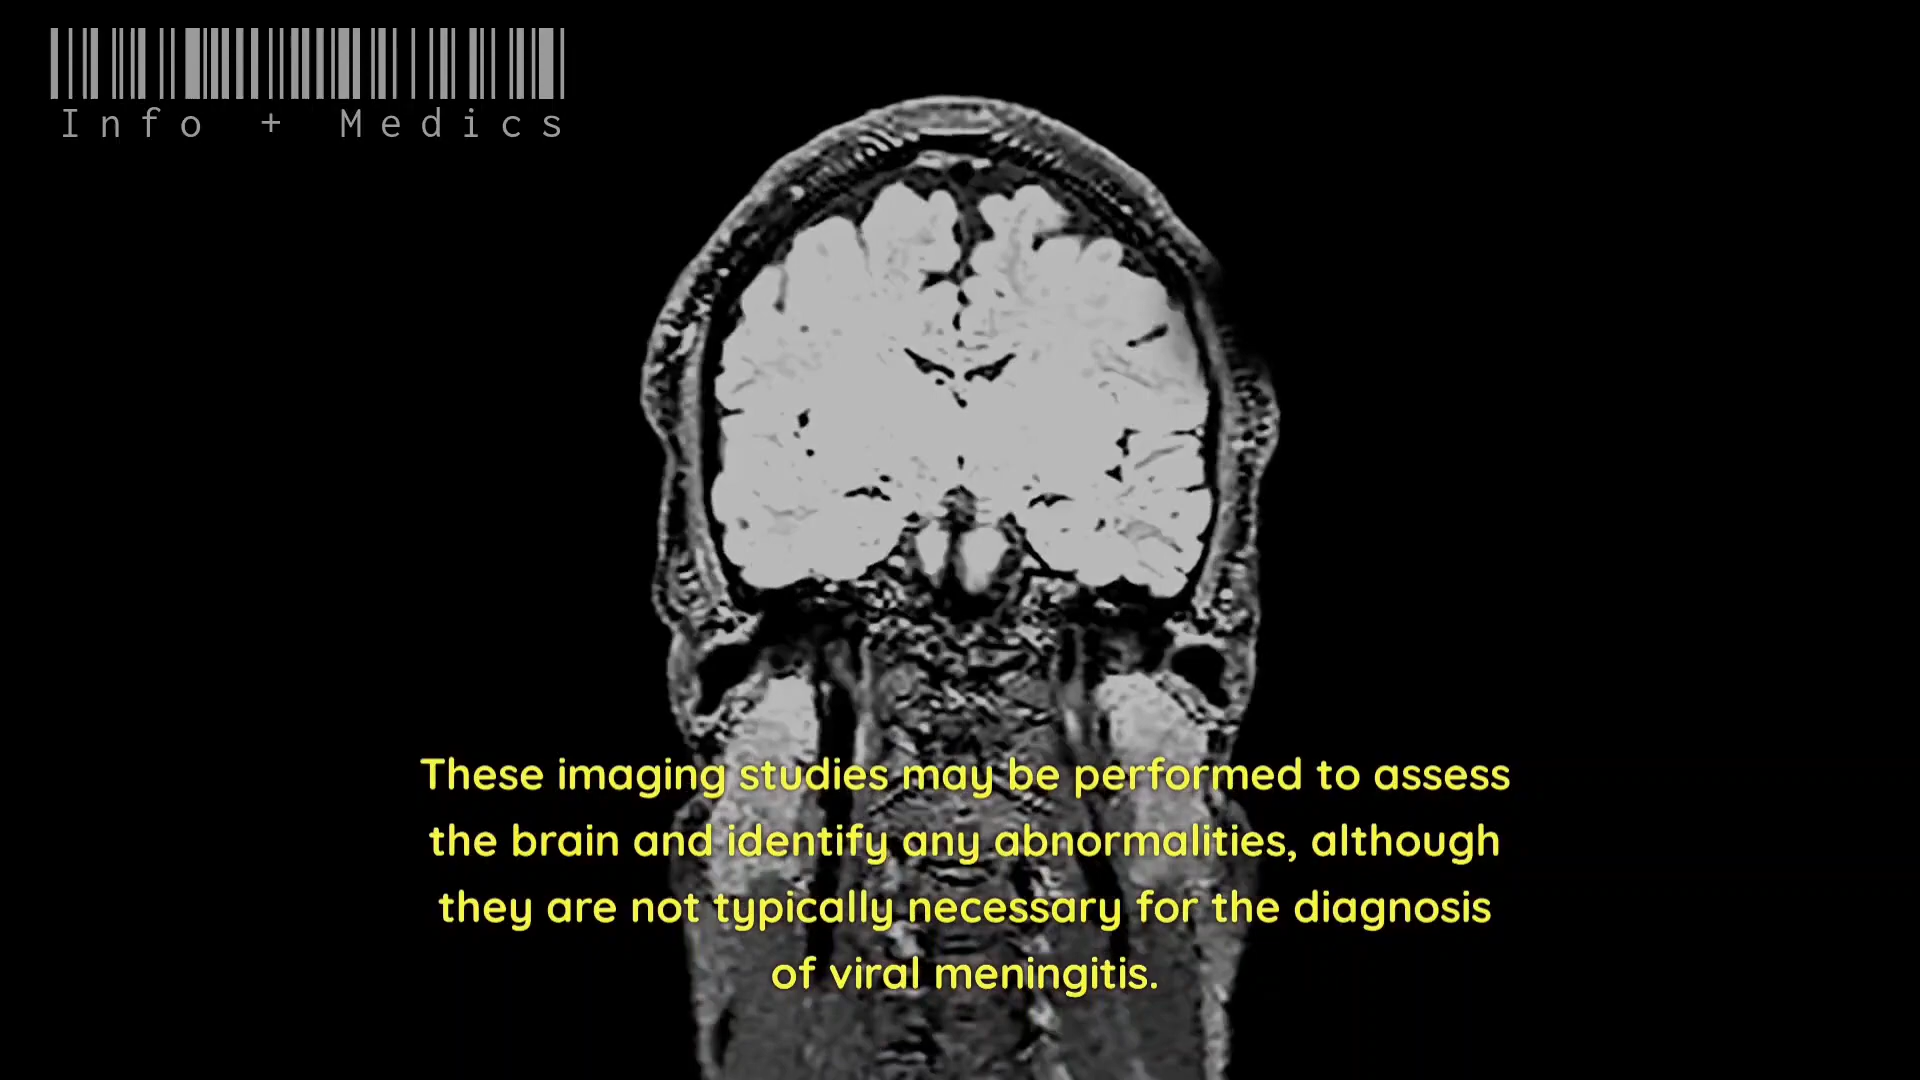 Info + Medics
These imaging studies may be performed to assess
the brain and identify any abnormalities, although
they are not typically necessary for the diagnosis
of viral meningitis.